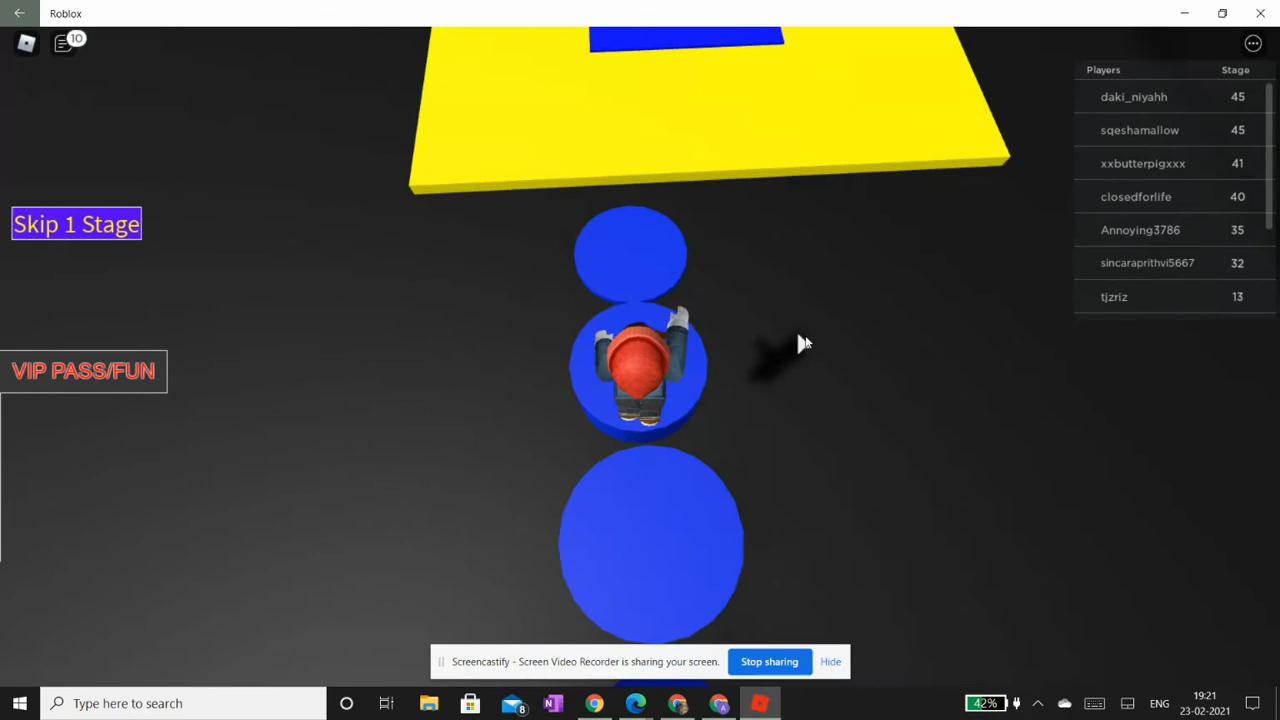 Roblox
10
Players Stage
daki_niyahh 45
sqeshamallow 45
xxbutterpigxxx 41
closedforlife 40
Annoying3786 35
sincaraprithvi5667 32
tjzriz 13
Skip 1 Stage
VIP PASS/FUN
Screencastify - Screen Video Recorder is sharing your screen. Stop sharing Hide
Type here to search
8
42%
ENG
19:21
23-02-2021